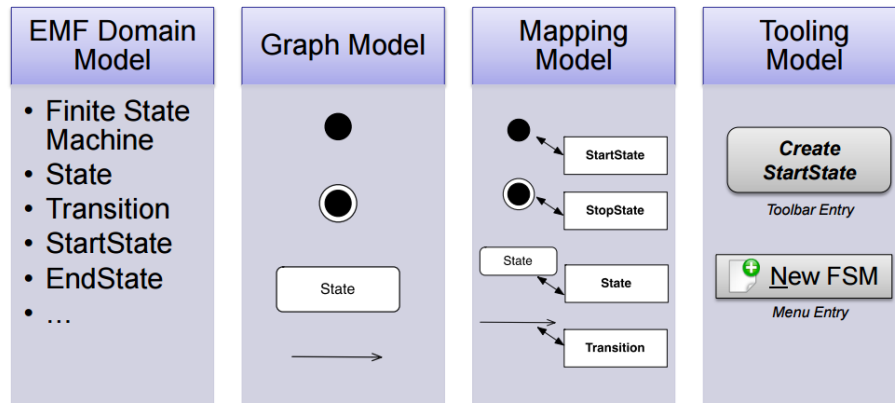 EMF Domain
Model
• Finite State
Machine
• State
• Transition
• StartState
• EndState
• …
Graph Model
State
Mapping
Model
StartState
StopState
State
State
Transition
Tooling
Model
Create
StartState
Toolbar Entry
New FSM
Menu Entry